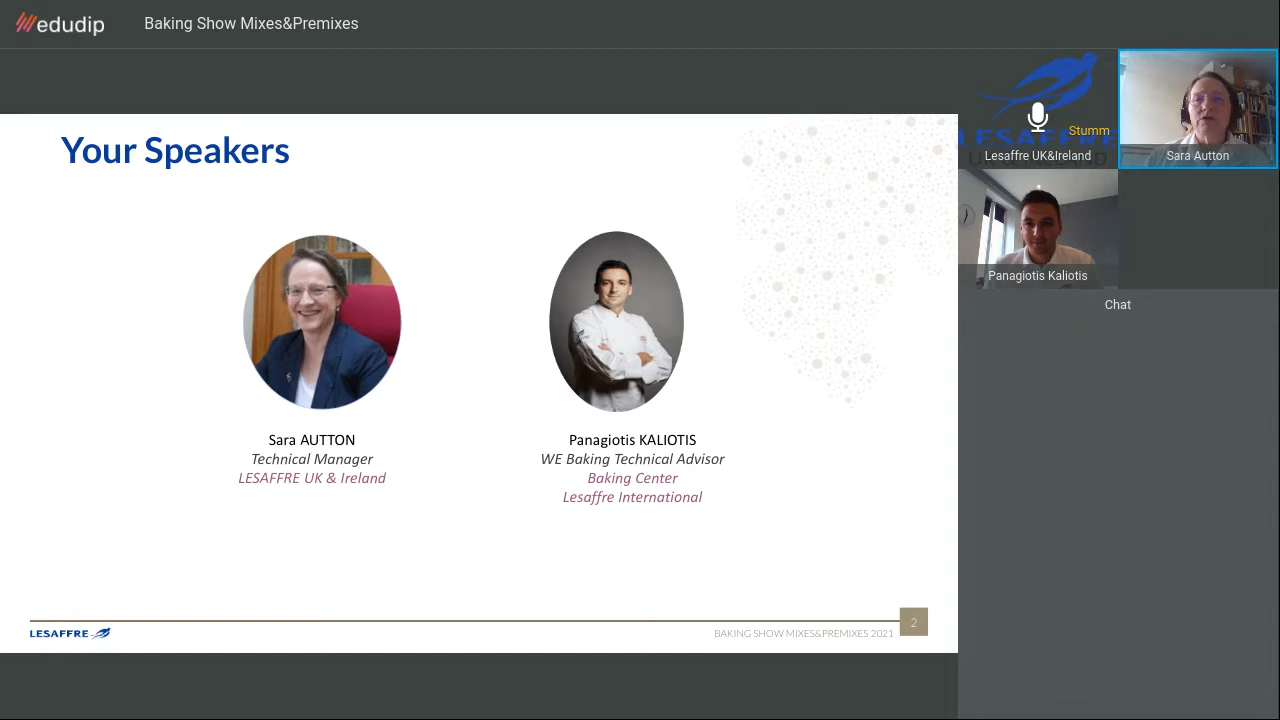 edudip
Baking Show Mixes&Premixes
Your Speakers
Sara AUTTON
Technical Manager
LESAFFRE UK & Ireland
Panagiotis KALIOTIS
WE Baking Technical Advisor
Baking Center
Lesaffre International
LESAFFRE
BAKING SHOW MIXES&PREMIXES 2021
2
Stumm
LESAFFRE
Lesaffre UK&Ireland
Sara Autton
Panagiotis Kaliotis
Chat